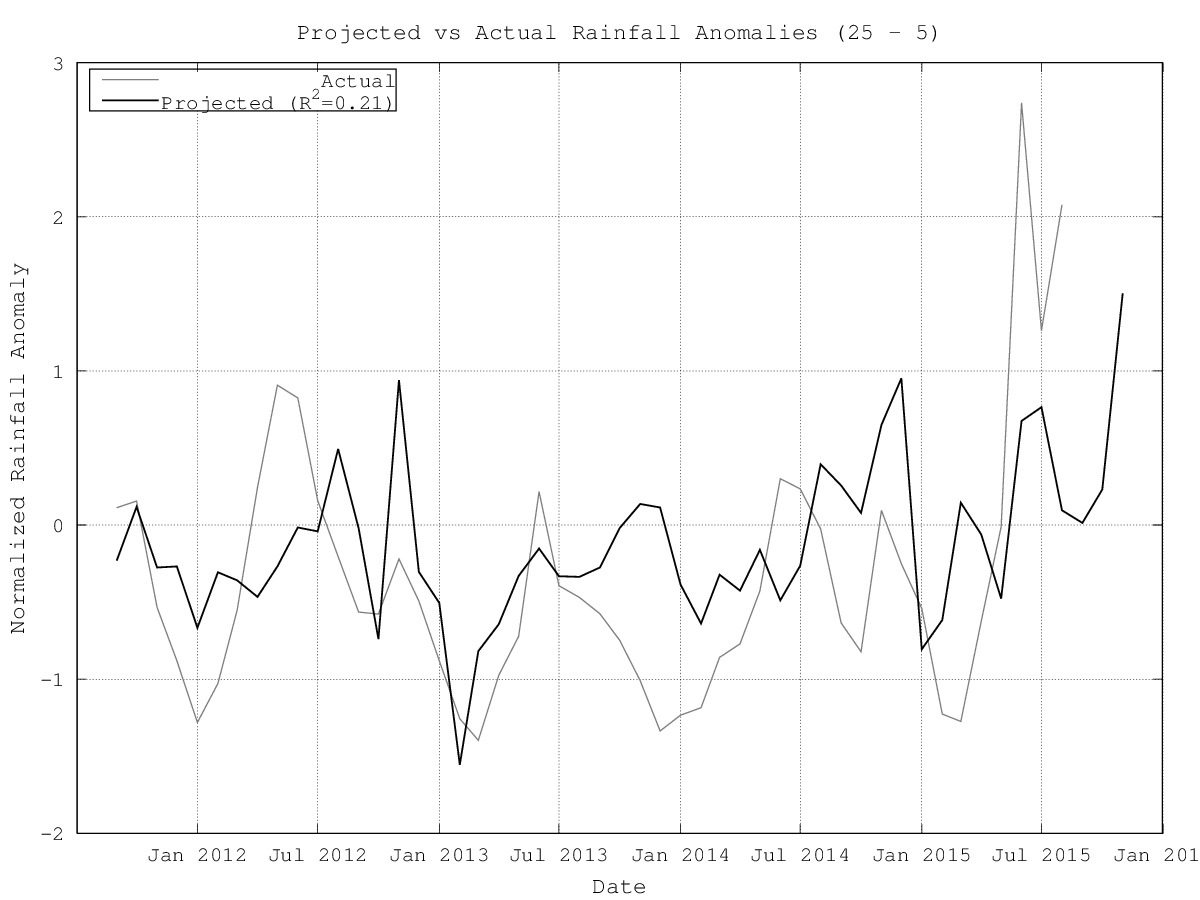 Projected vs Actual Rainfall Anomalies (25 − 5)
Actual
Projected (R²=0.21)
3
2
1
0
−1
−2
Normalized Rainfall Anomaly
Jan 2012 Jul 2012 Jan 2013 Jul 2013 Jan 2014 Jul 2014 Jan 2015 Jul 2015 Jan 201
Date